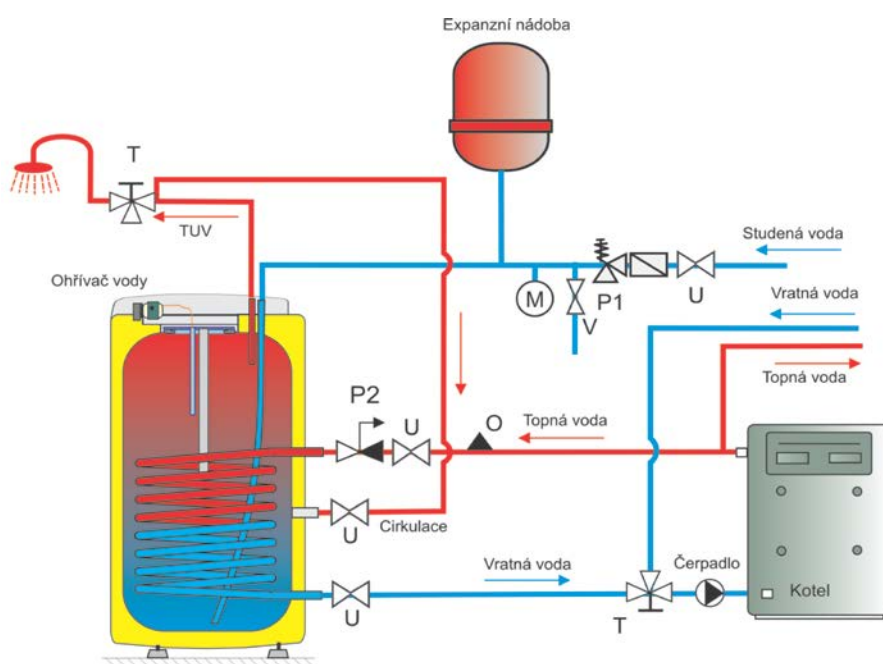 Expanzní nádoba
T
TUV
Studená voda
Ohřívač vody
M
V
P1
U
Vratná voda
Topná voda
P2
U
O
Topná voda
U
Cirkulace
Vratná voda
Čerpadlo
U
T
Kotel